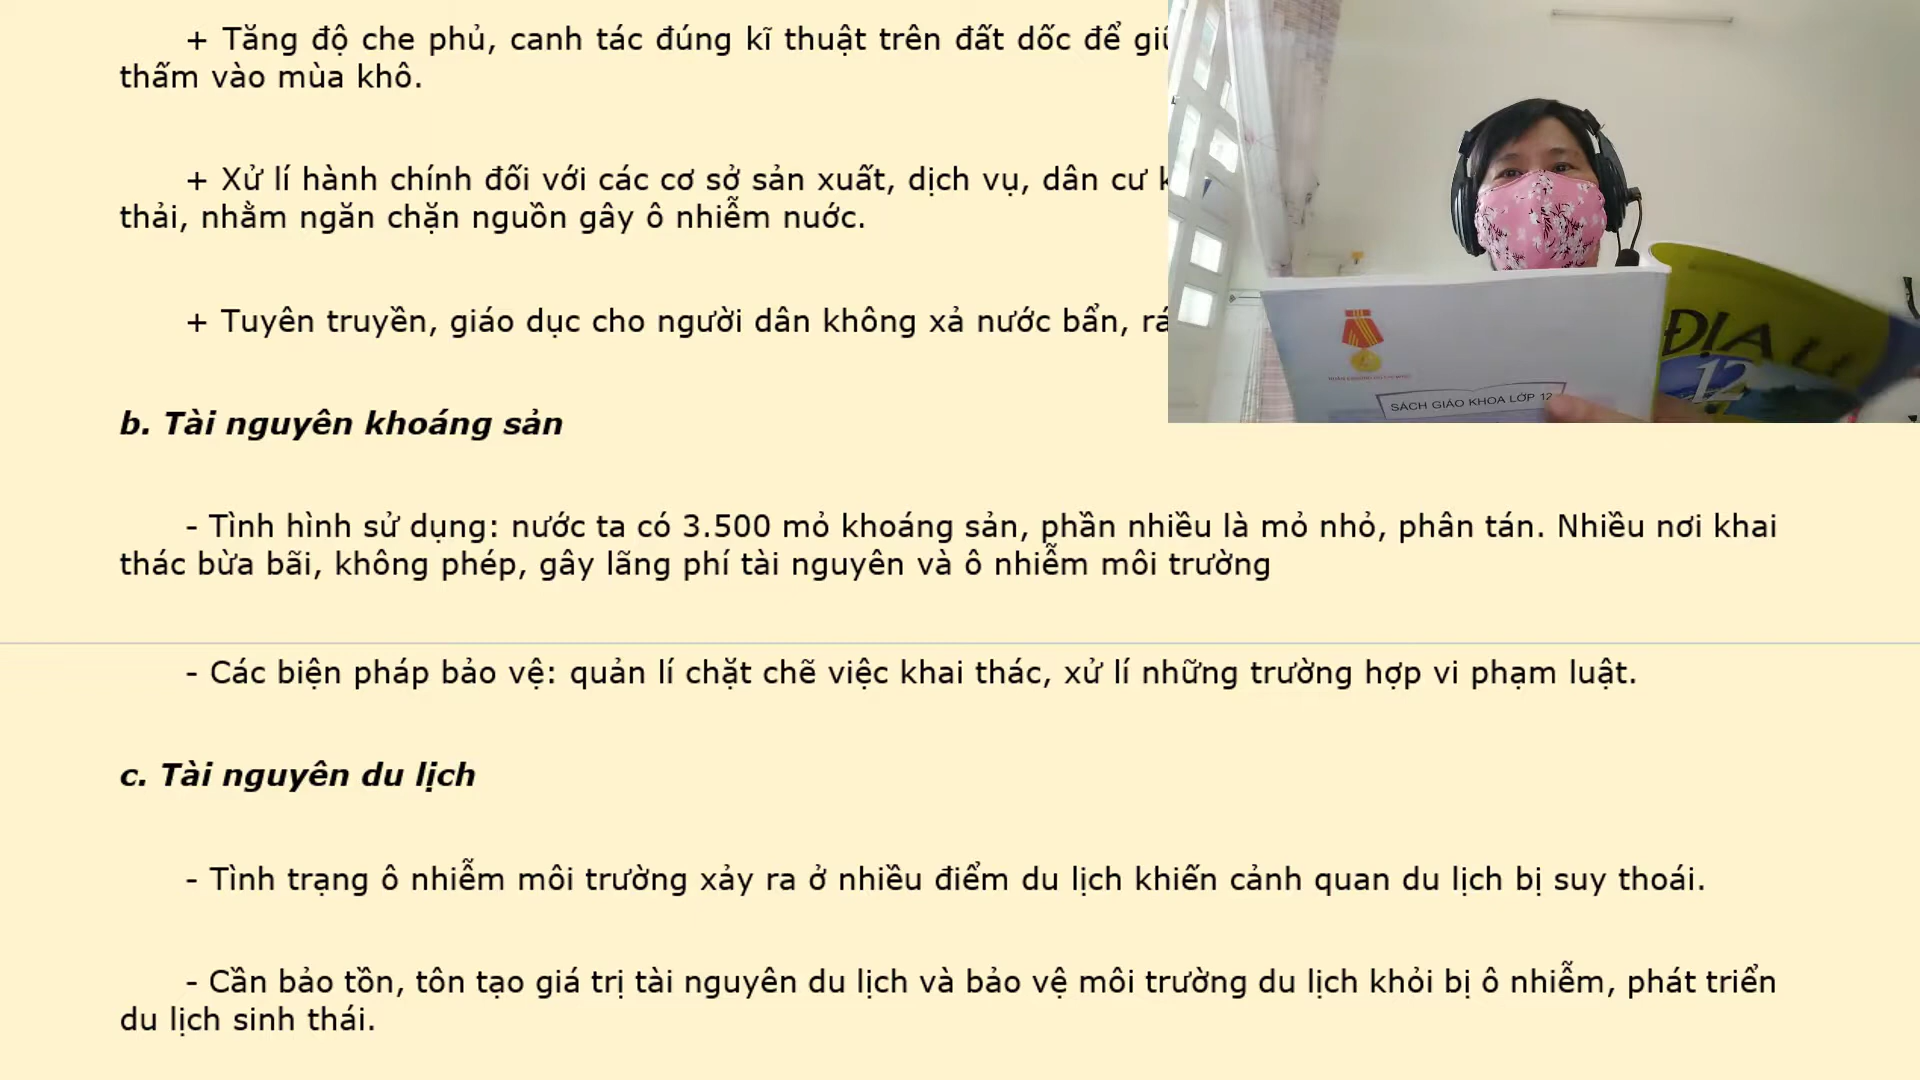 + Tăng độ che phủ, canh tác đúng kĩ thuật trên đất dốc để giữ
thấm vào mùa khô.
+ Xử lí hành chính đối với các cơ sở sản xuất, dịch vụ, dân cư
thải, nhằm ngăn chặn nguồn gây ô nhiễm nuớc.
+ Tuyên truyền, giáo dục cho người dân không xả nước bẩn,
b. Tài nguyên khoáng sản
- Tình hình sử dụng: nước ta có 3.500 mỏ khoáng sản, phần nhiều là mỏ nhỏ, phân tán. Nhiều nơi khai
thác bừa bãi, không phép, gây lãng phí tài nguyên và ô nhiễm môi trường
- Các biện pháp bảo vệ: quản lí chặt chẽ việc khai thác, xử lí những trường hợp vi phạm luật.
c. Tài nguyên du lịch
- Tình trạng ô nhiễm môi trường xảy ra ở nhiều điểm du lịch khiến cảnh quan du lịch bị suy thoái.
- Cần bảo tồn, tôn tạo giá trị tài nguyên du lịch và bảo vệ môi trường du lịch khỏi bị ô nhiễm, phát triển
du lịch sinh thái.
SÁCH GIÁO KHOA LỚP 12
ĐỊA LÍ
12